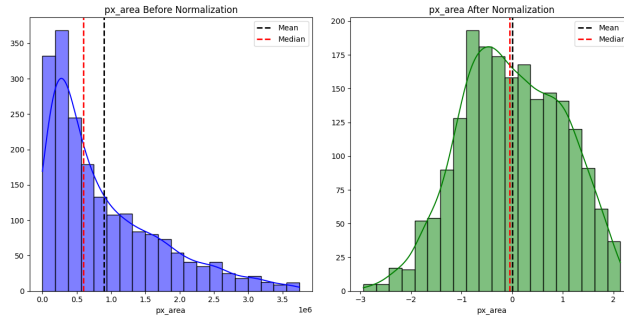 px_area Before Normalization
Mean
Median
350
300
250
200
150
100
50
0
0.0 0.5 1.0 1.5 2.0 2.5 3.0 3.5
1e6
px_area
px_area After Normalization
Mean
Median
200
175
150
125
100
75
50
25
0
−3 −2 −1 0 1 2
px_area